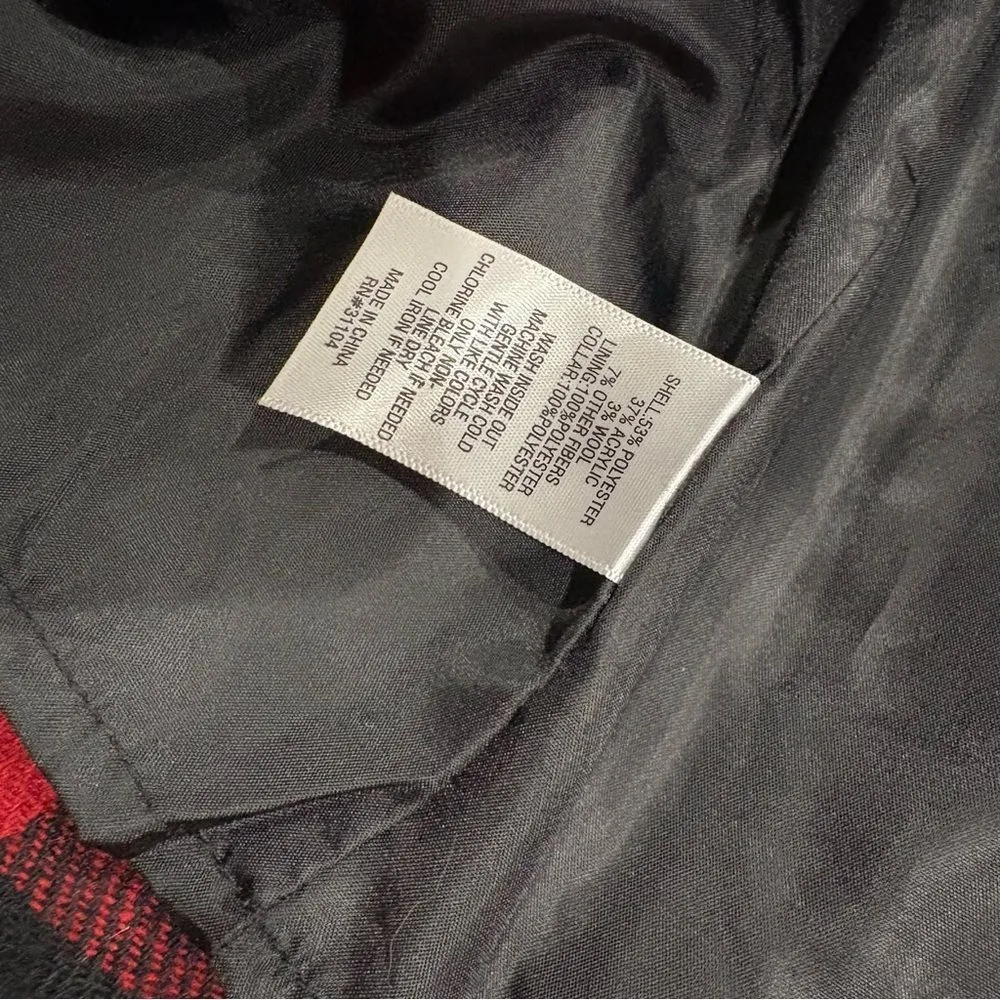 SHELL:53% POLYESTER
37% ACRYLIC
3% WOOL
7% OTHER FIBERS
LINING:100%POLYESTER
COLLAR:100%POLYESTER
MACHINE WASH COLD
WASH INSIDE OUT
GENTLE CYCLE
WITH LIKE COLORS
ONLY NON-
CHLORINE BLEACH IF NEEDED
LINE DRY
COOL IRON IF NEEDED
MADE IN CHINA
RN#31104